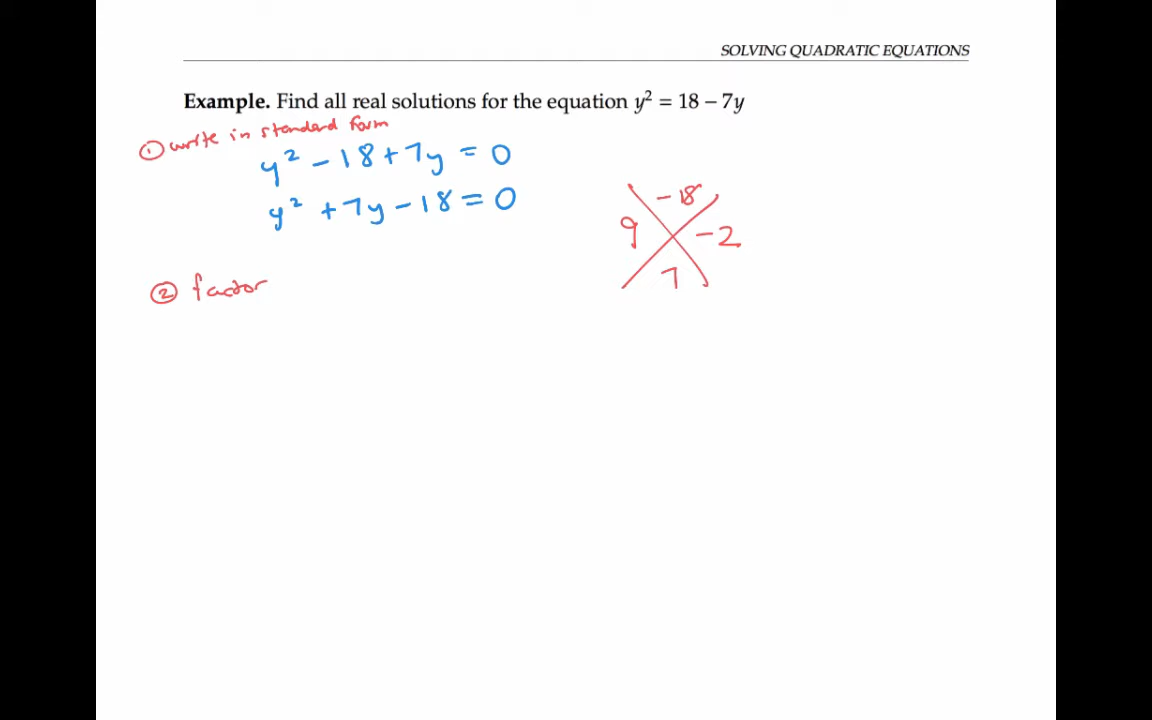 SOLVING QUADRATIC EQUATIONS
Example. Find all real solutions for the equation y² = 18 – 7y
① write in standard form
y² – 18 + 7y = 0
y² + 7y – 18 = 0
–18
9 –2
7
② factor